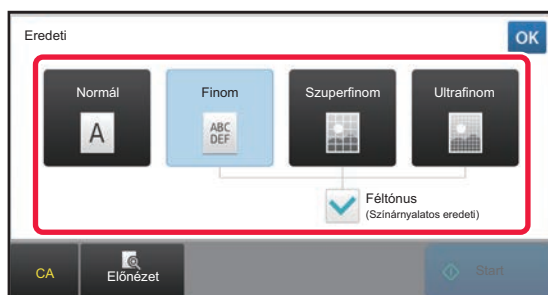 Eredeti
OK
Normál
Finom
Szuperfinom
Ultrafinom
A
ABC
DEF
Féltónus
(Színárnyalatos eredeti)
CA
Előnézet
Start